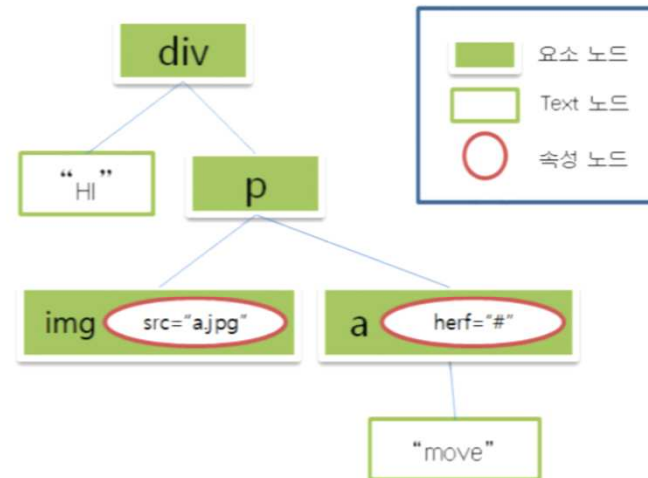 div
요소 노드
Text 노드
속성 노드
“HI”
p
img src="a.jpg"
a herf="#"
"move"